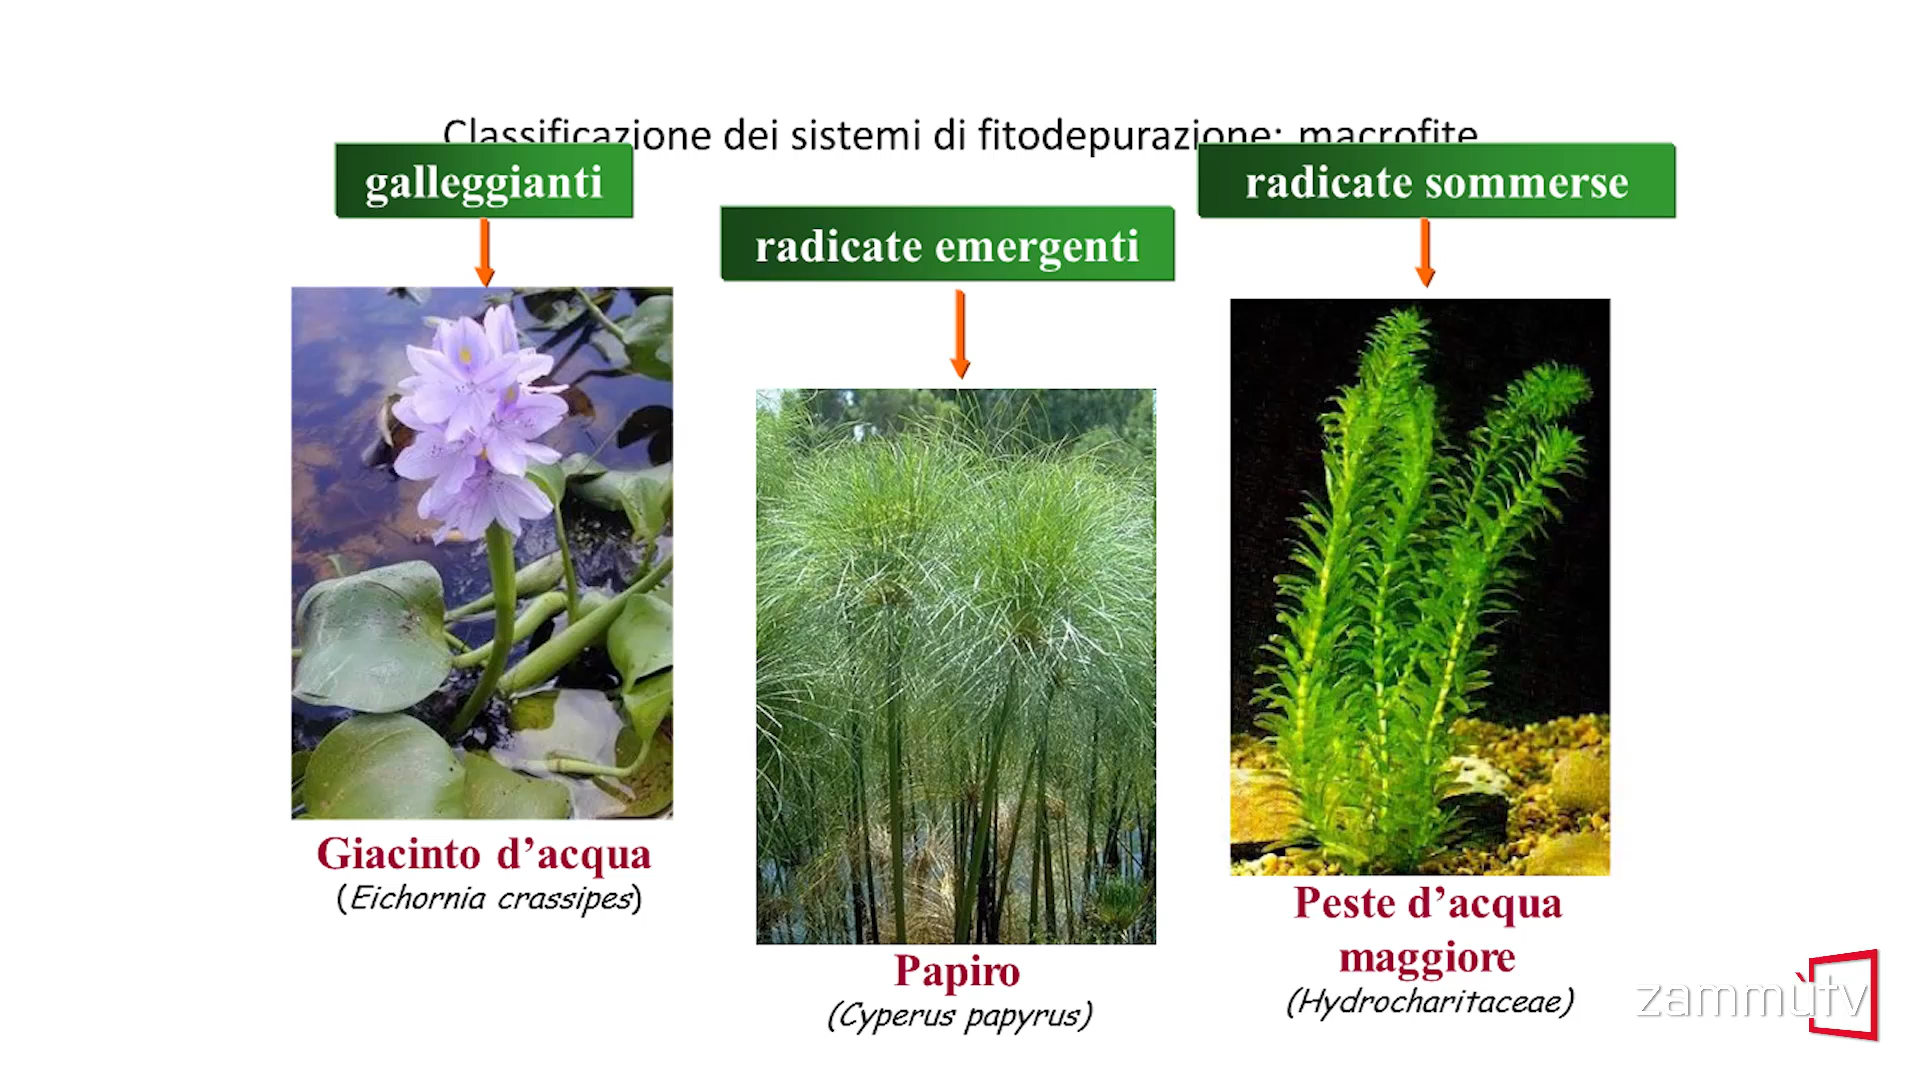 Classificazione dei sistemi di fitodepurazione: macrofite
galleggianti
radicate emergenti
radicate sommerse
Giacinto d’acqua
(Eichornia crassipes)
Papiro
(Cyperus papyrus)
Peste d’acqua
maggiore
(Hydrocharitaceae)
zammùtv